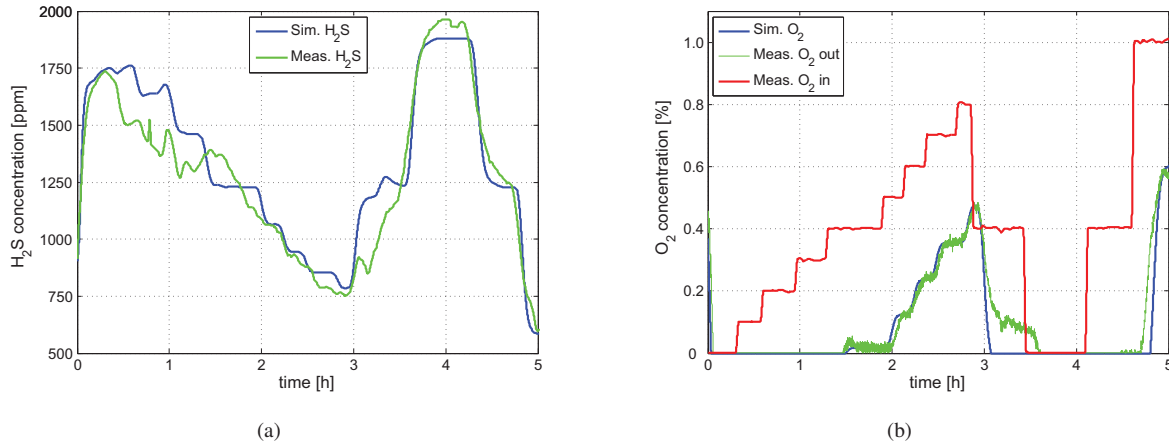 Sim. H2S
Meas. H2S
H2S concentration [ppm]
2000
1750
1500
1250
1000
750
500
0 1 2 3 4 5
time [h]
(a)
Sim. O2
Meas. O2 out
Meas. O2 in
O2 concentration [%]
1.0
0.8
0.6
0.4
0.2
0
0 1 2 3 4 5
time [h]
(b)